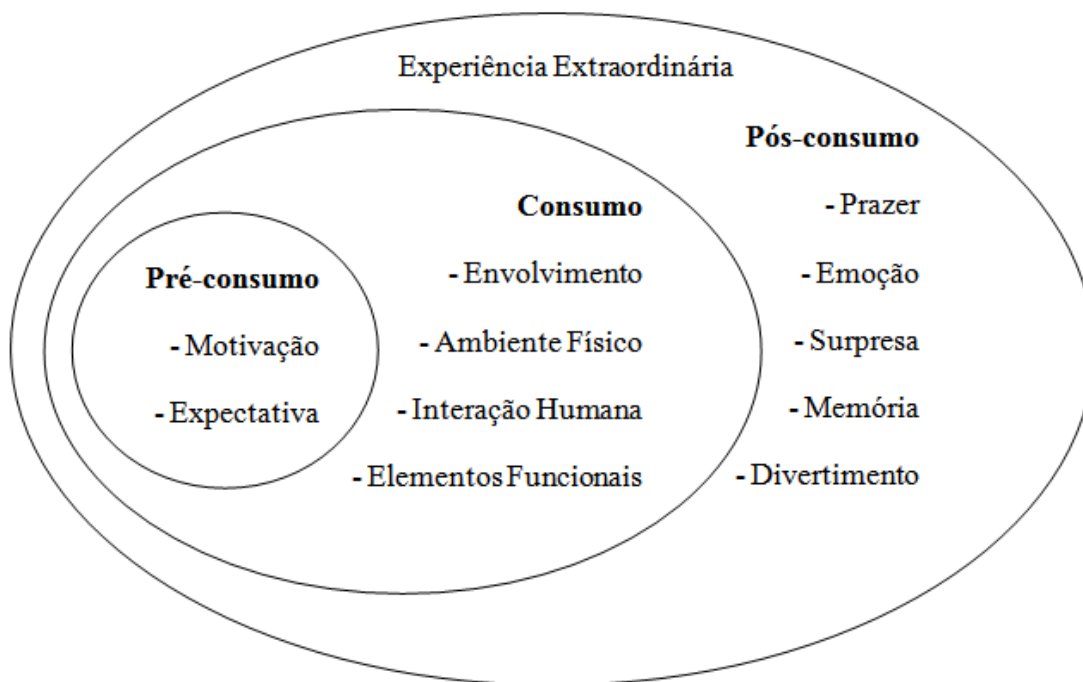 Experiência Extraordinária
Pré-consumo
- Motivação
- Expectativa
Consumo
- Envolvimento
- Ambiente Físico
- Interação Humana
- Elementos Funcionais
Pós-consumo
- Prazer
- Emoção
- Surpresa
- Memória
- Divertimento